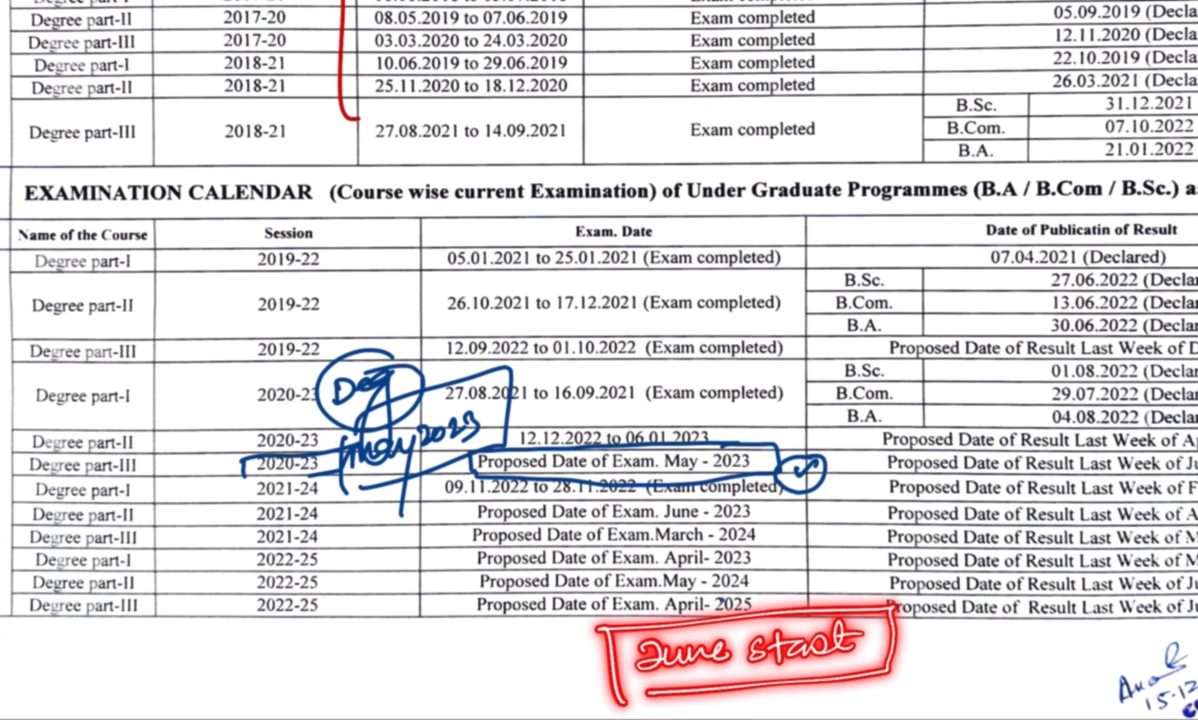 Degree part-I
Degree part-II 2017-20 08.05.2019 to 07.06.2019 Exam completed 05.09.2019 (Decla
Degree part-III 2017-20 03.03.2020 to 24.03.2020 Exam completed 12.11.2020 (Decla
Degree part-I 2018-21 10.06.2019 to 29.06.2019 Exam completed 22.10.2019 (Decla
Degree part-II 2018-21 25.11.2020 to 18.12.2020 Exam completed 26.03.2021 (Decla
B.Sc. 31.12.2021
Degree part-III 2018-21 27.08.2021 to 14.09.2021 Exam completed B.Com. 07.10.2022
B.A. 21.01.2022
EXAMINATION CALENDAR (Course wise current Examination) of Under Graduate Programmes (B.A / B.Com / B.Sc.) a
Name of the Course Session Exam. Date Date of Publicatin of Result
Degree part-I 2019-22 05.01.2021 to 25.01.2021 (Exam completed) 07.04.2021 (Declared)
B.Sc. 27.06.2022 (Decla
Degree part-II 2019-22 26.10.2021 to 17.12.2021 (Exam completed) B.Com. 13.06.2022 (Decla
B.A. 30.06.2022 (Decla
Degree part-III 2019-22 12.09.2022 to 01.10.2022 (Exam completed) Proposed Date of Result Last Week of D
B.Sc. 01.08.2022 (Decla
Degree part-I 2020-23 27.08.2021 to 16.09.2021 (Exam completed) B.Com. 29.07.2022 (Decla
B.A. 04.08.2022 (Decla
May 2023
Degree part-II 2020-23 12.12.2022 to 06.01.2023 Proposed Date of Result Last Week of A
Degree part-III 2020-23 Proposed Date of Exam. May - 2023 Proposed Date of Result Last Week of Ju
Degree part-I 2021-24 09.11.2022 to 28.11.2022 (Exam completed) Proposed Date of Result Last Week of F
Degree part-II 2021-24 Proposed Date of Exam. June - 2023 Proposed Date of Result Last Week of A
Degree part-III 2021-24 Proposed Date of Exam.March - 2024 Proposed Date of Result Last Week of M
Degree part-I 2022-25 Proposed Date of Exam. April- 2023 Proposed Date of Result Last Week of M
Degree part-II 2022-25 Proposed Date of Exam.May - 2024 Proposed Date of Result Last Week of Ju
Degree part-III 2022-25 Proposed Date of Exam. April- 2025 Proposed Date of Result Last Week of Ju
June start
15.12